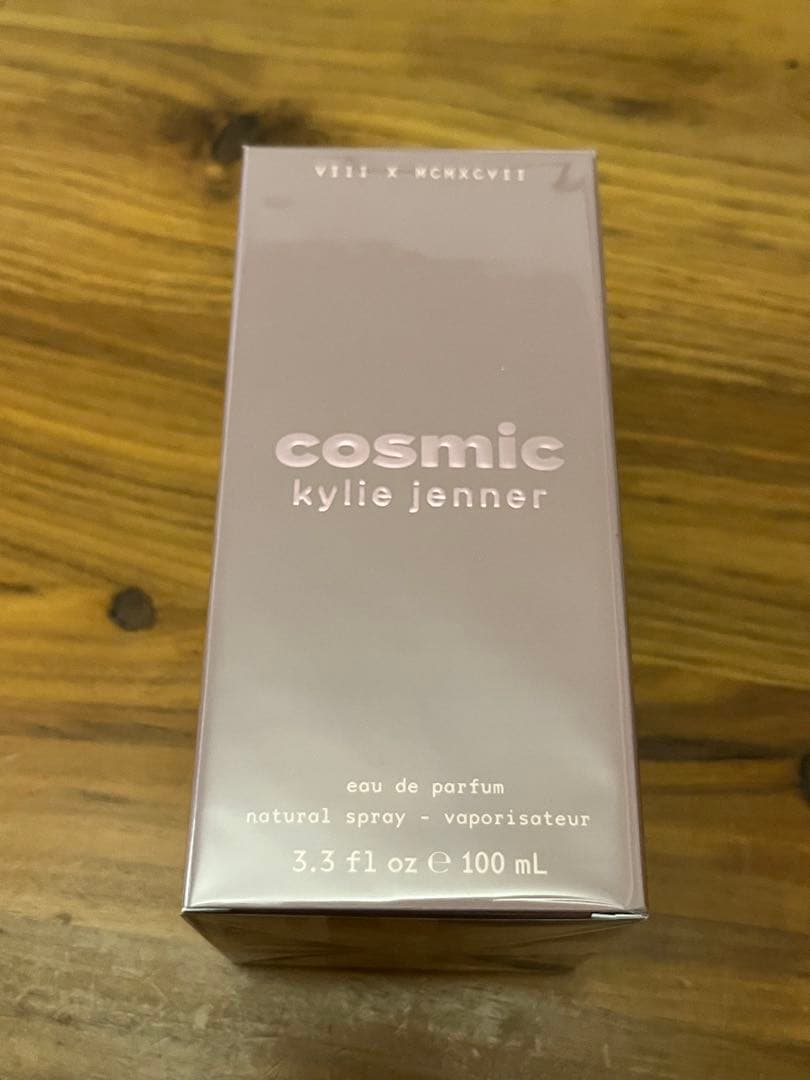 VIII X MCMXCVII
cosmic
kylie jenner
eau de parfum
natural spray - vaporisateur
3.3 fl oz ℮ 100 mL